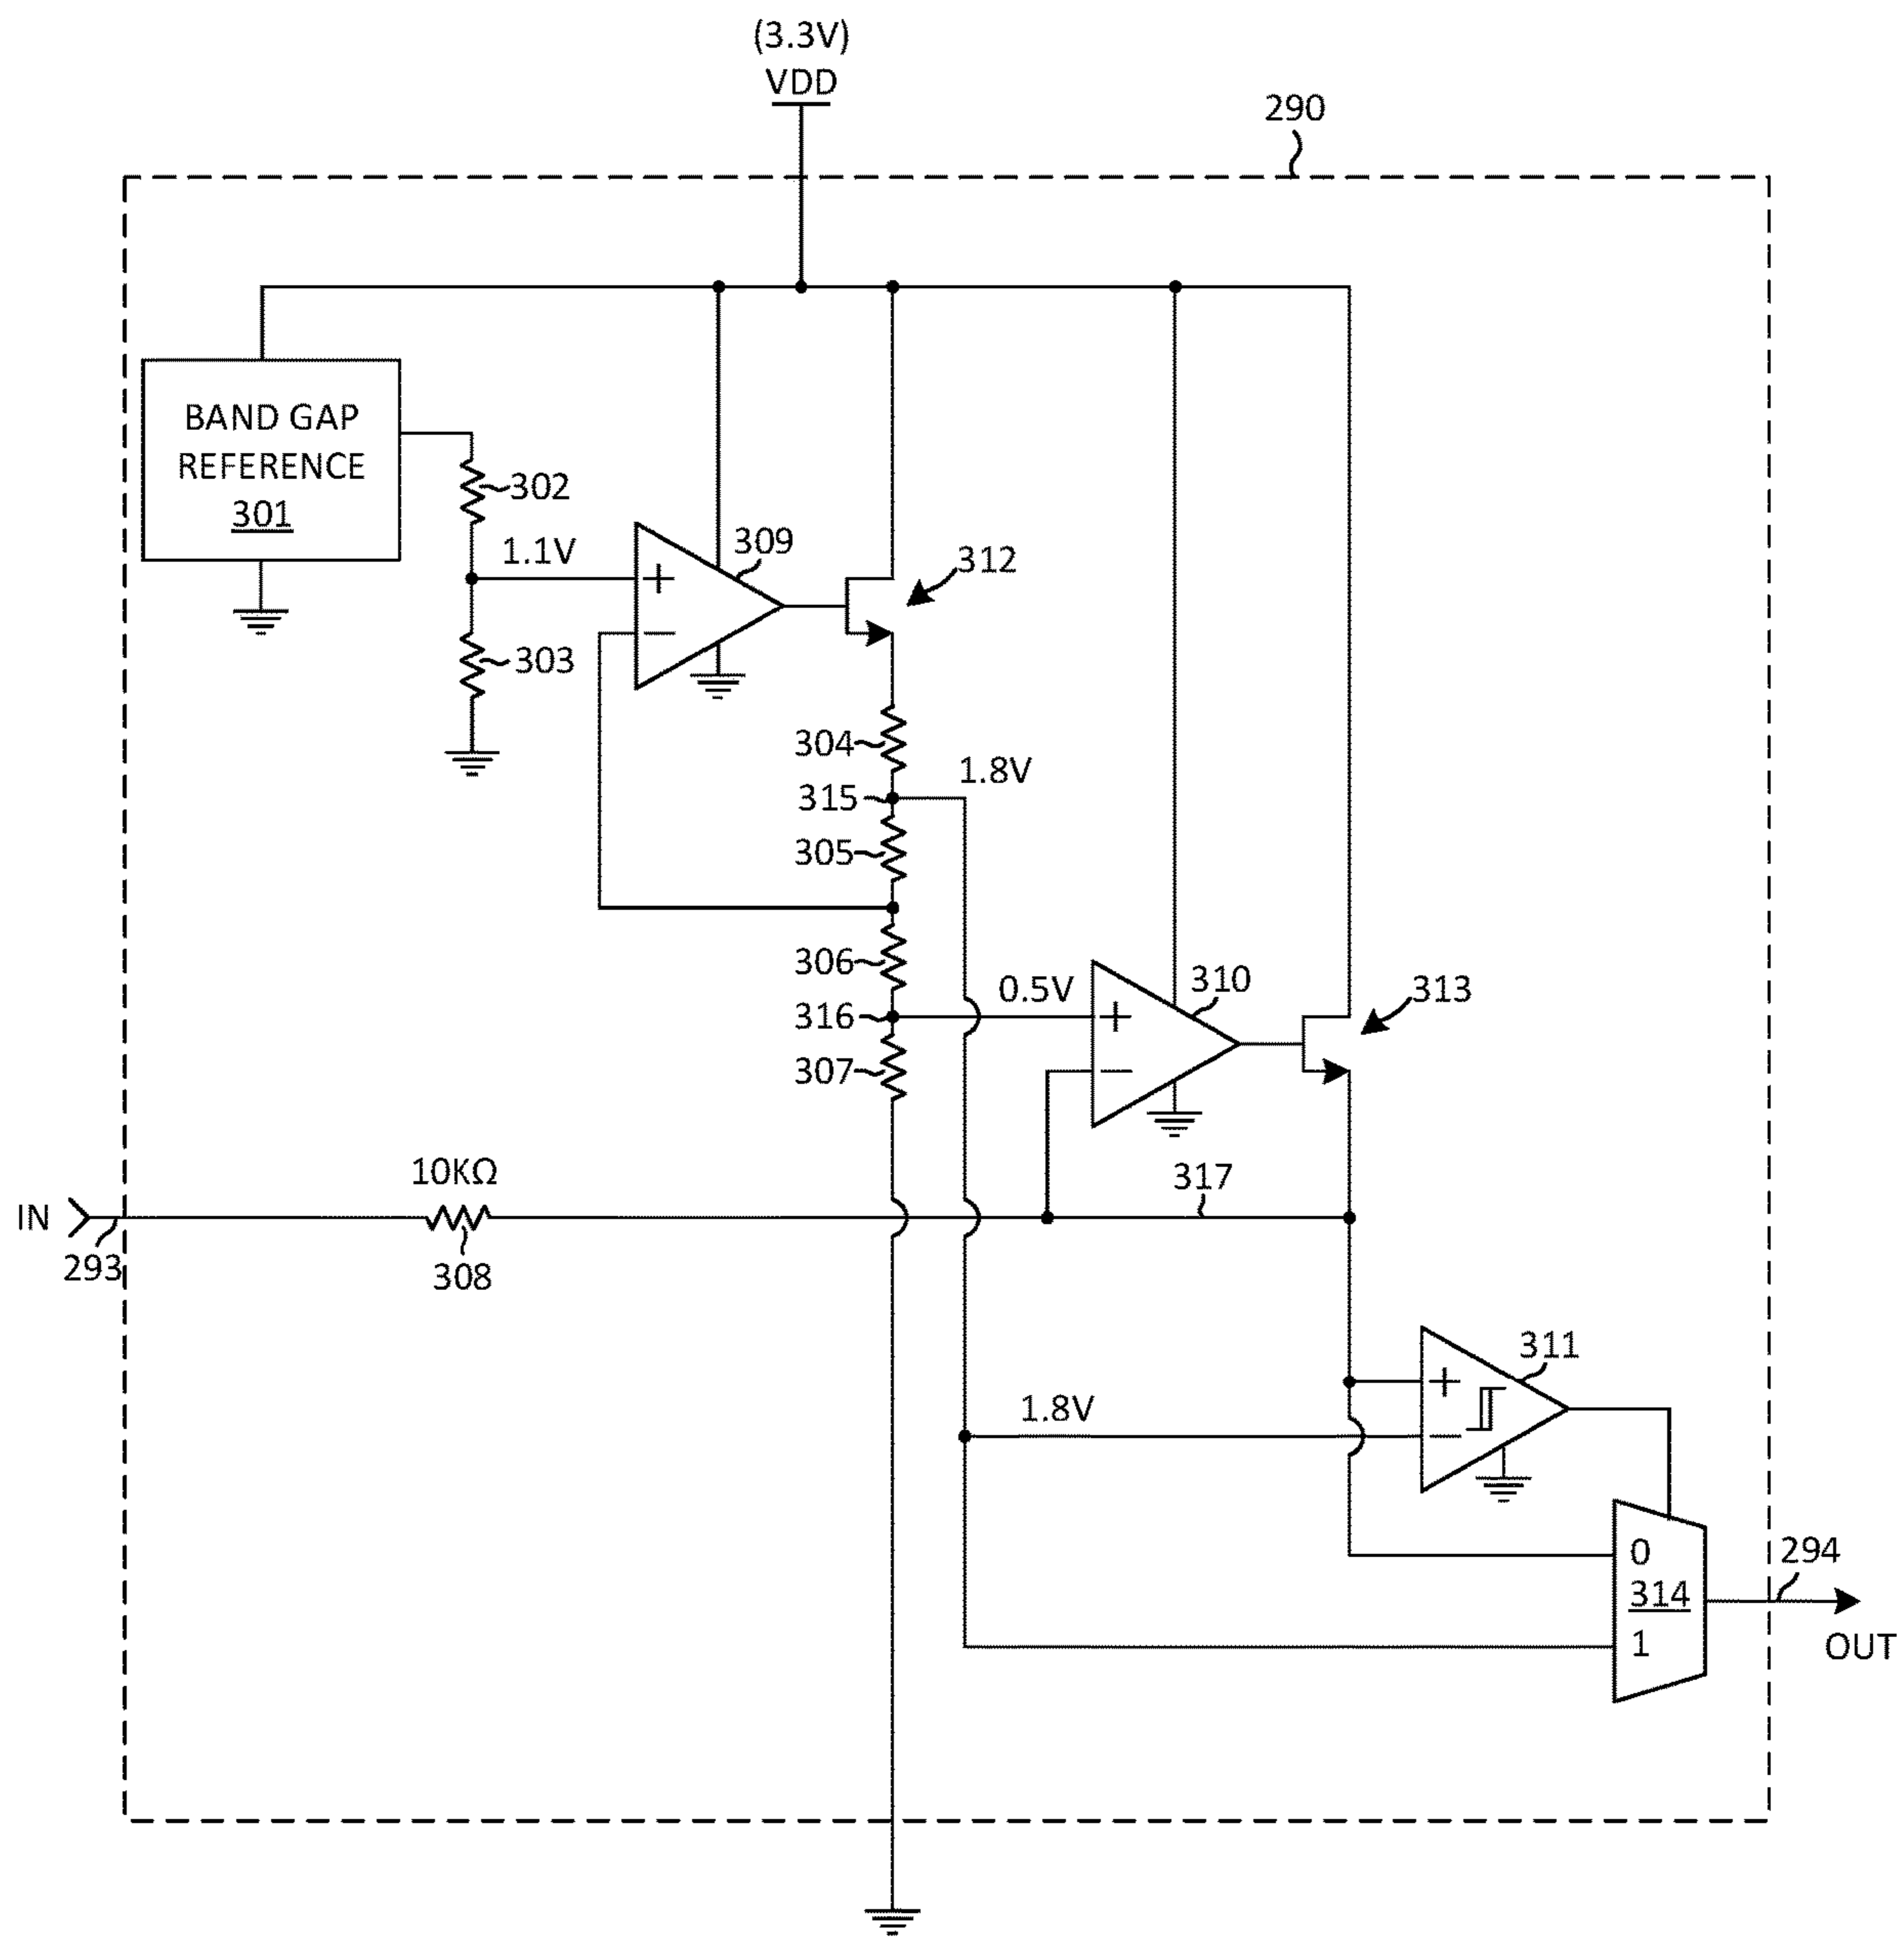 (3.3V)
VDD
290
BAND GAP
REFERENCE
301
302
1.1V
309
312
303
304
1.8V
315
305
306
0.5V
310
313
316
307
10KΩ
317
IN
293
308
311
1.8V
0
294
314
1
OUT